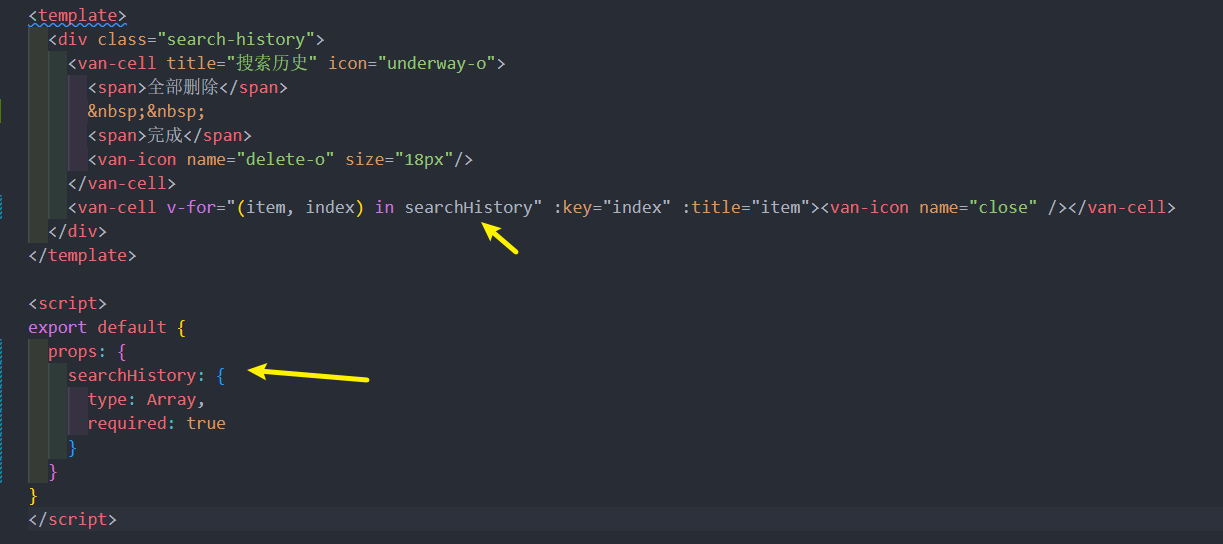 <template>
<div class="search-history">
<van-cell title="搜索历史" icon="underway-o">
<span>全部删除</span>
&nbsp;&nbsp;
<span>完成</span>
<van-icon name="delete-o" size="18px"/>
</van-cell>
<van-cell v-for="(item, index) in searchHistory" :key="index" :title="item"><van-icon name="close" /></van-cell>
</div>
</template>
<script>
export default {
props: {
searchHistory: {
type: Array,
required: true
}
}
}
</script>